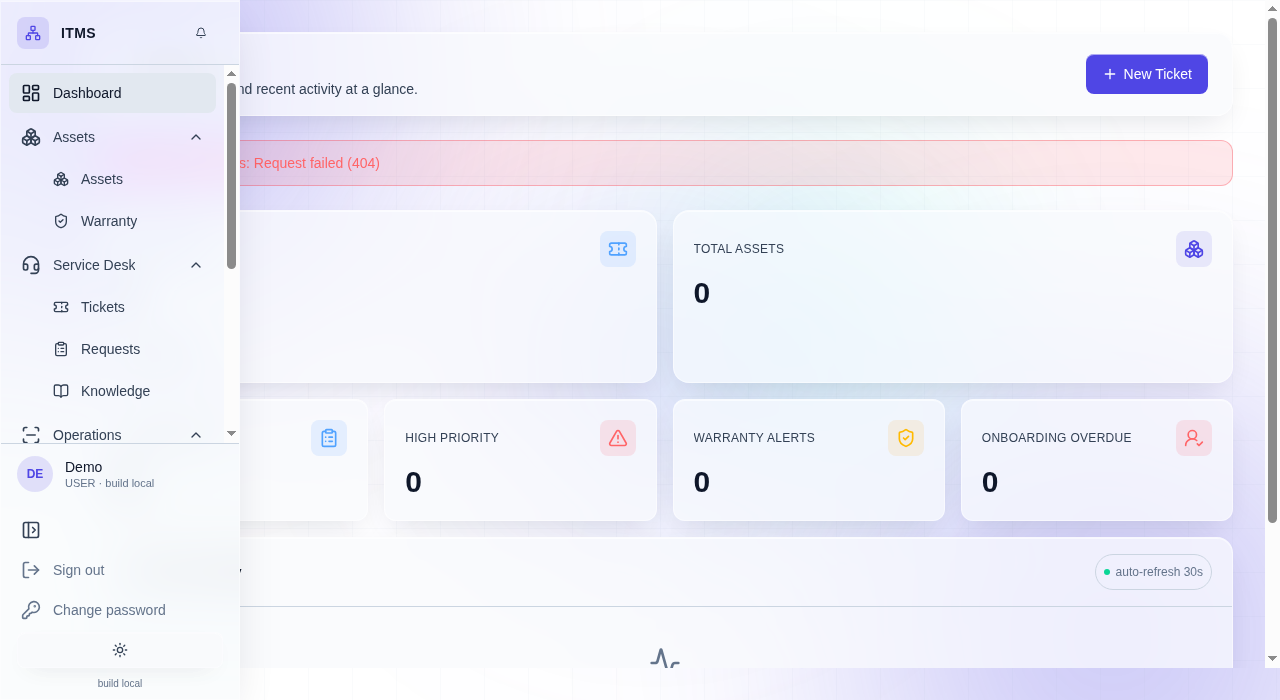 ITMS
Dashboard
Assets
Assets
Warranty
Service Desk
Tickets
Requests
Knowledge
Operations
DE
Demo
USER · build local
Sign out
Change password
build local
recent activity at a glance.
New Ticket
Request failed (404)
TOTAL ASSETS
0
HIGH PRIORITY
0
WARRANTY ALERTS
0
ONBOARDING OVERDUE
0
auto-refresh 30s